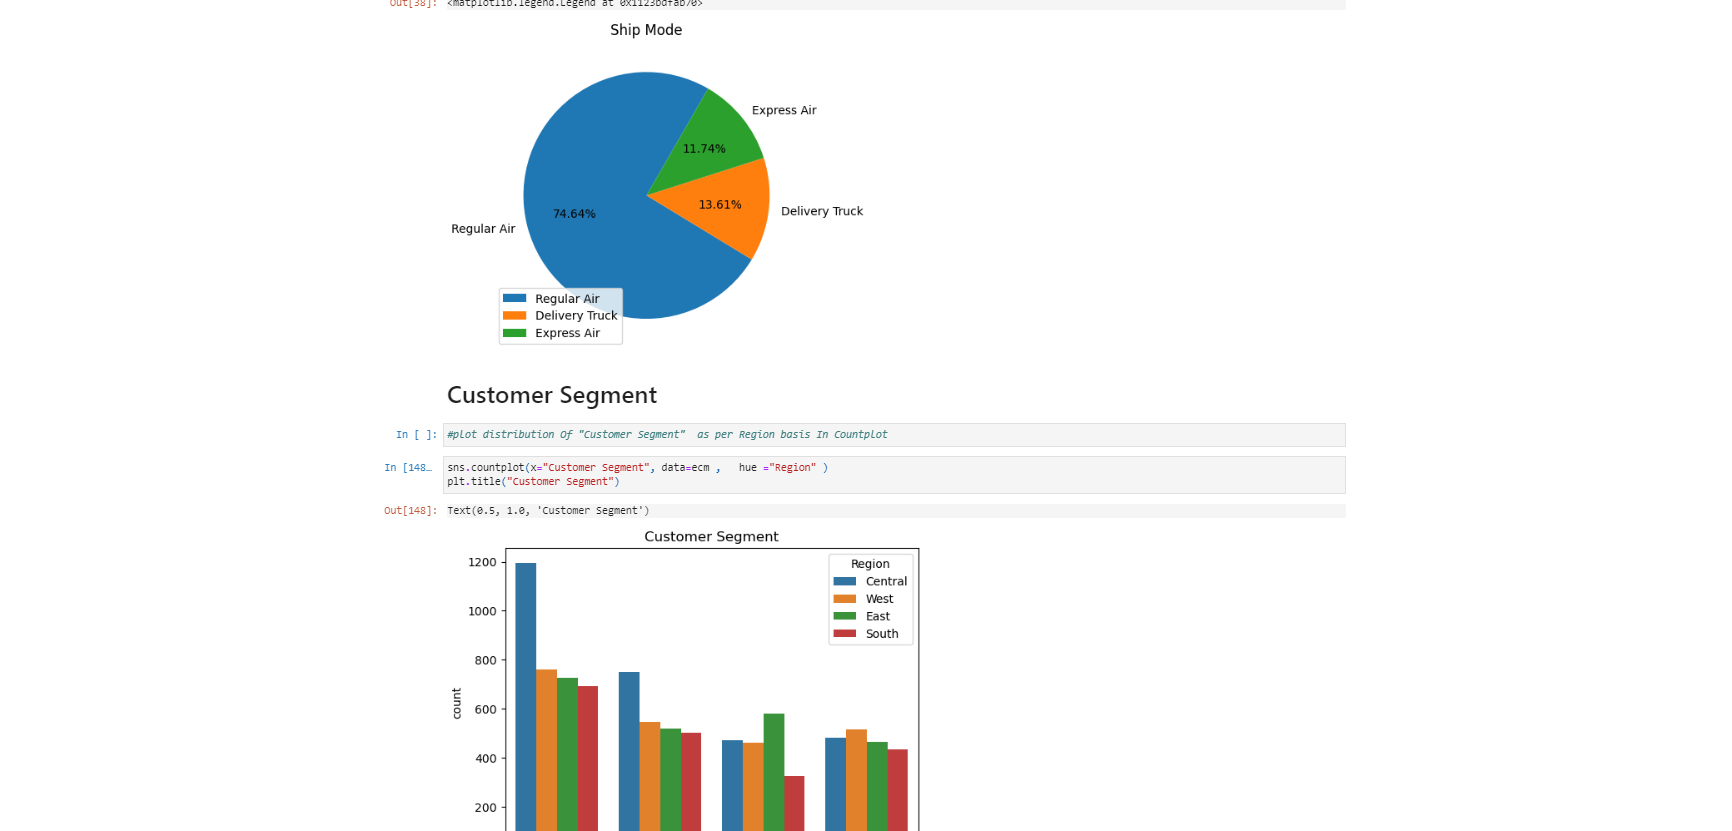 Out[38]: <matplotlib.legend.Legend at 0x1123bdfab70>
Ship Mode
Express Air
11.74%
13.61%
Delivery Truck
74.64%
Regular Air
Regular Air
Delivery Truck
Express Air
Customer Segment
In [ ]: #plot distribution Of "Customer Segment"  as per Region basis In Countplot
In [148… sns.countplot(x="Customer Segment", data=ecm ,   hue ="Region" )
plt.title("Customer Segment")
Out[148]: Text(0.5, 1.0, 'Customer Segment')
Customer Segment
Region
Central
West
East
South
1200
1000
800
600
400
200
count